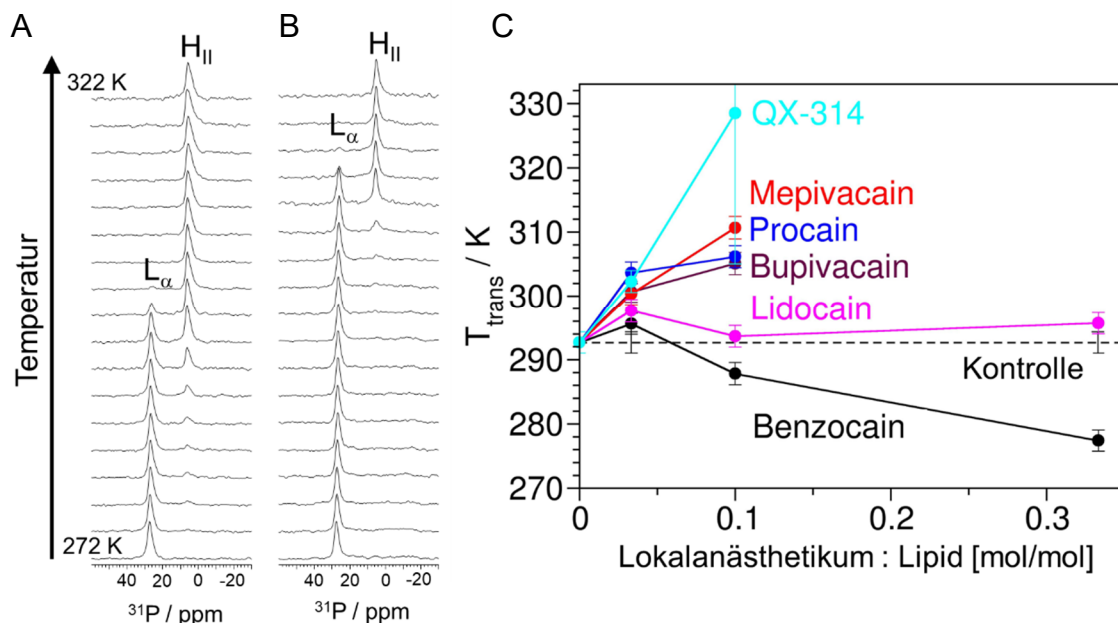 A
B
C
H_II
H_II
322 K
L_α
L_α
Temperatur
272 K
40 20 0 -20
40 20 0 -20
³¹P / ppm
³¹P / ppm
T_trans / K
330
320
310
300
290
280
270
QX-314
Mepivacain
Procain
Bupivacain
Lidocain
Kontrolle
Benzocain
0 0.1 0.2 0.3
Lokalanästhetikum : Lipid [mol/mol]